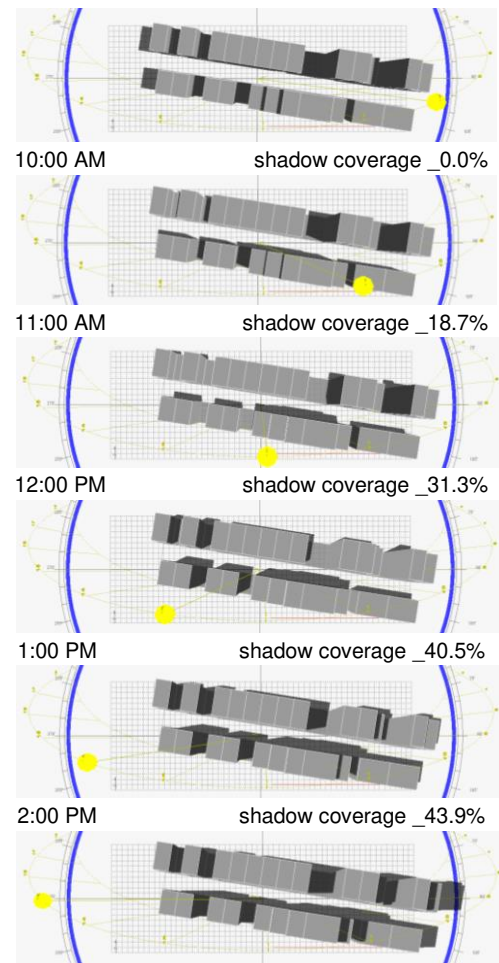 10:00 AM shadow coverage _0.0%
11:00 AM shadow coverage _18.7%
12:00 PM shadow coverage _31.3%
1:00 PM shadow coverage _40.5%
2:00 PM shadow coverage _43.9%